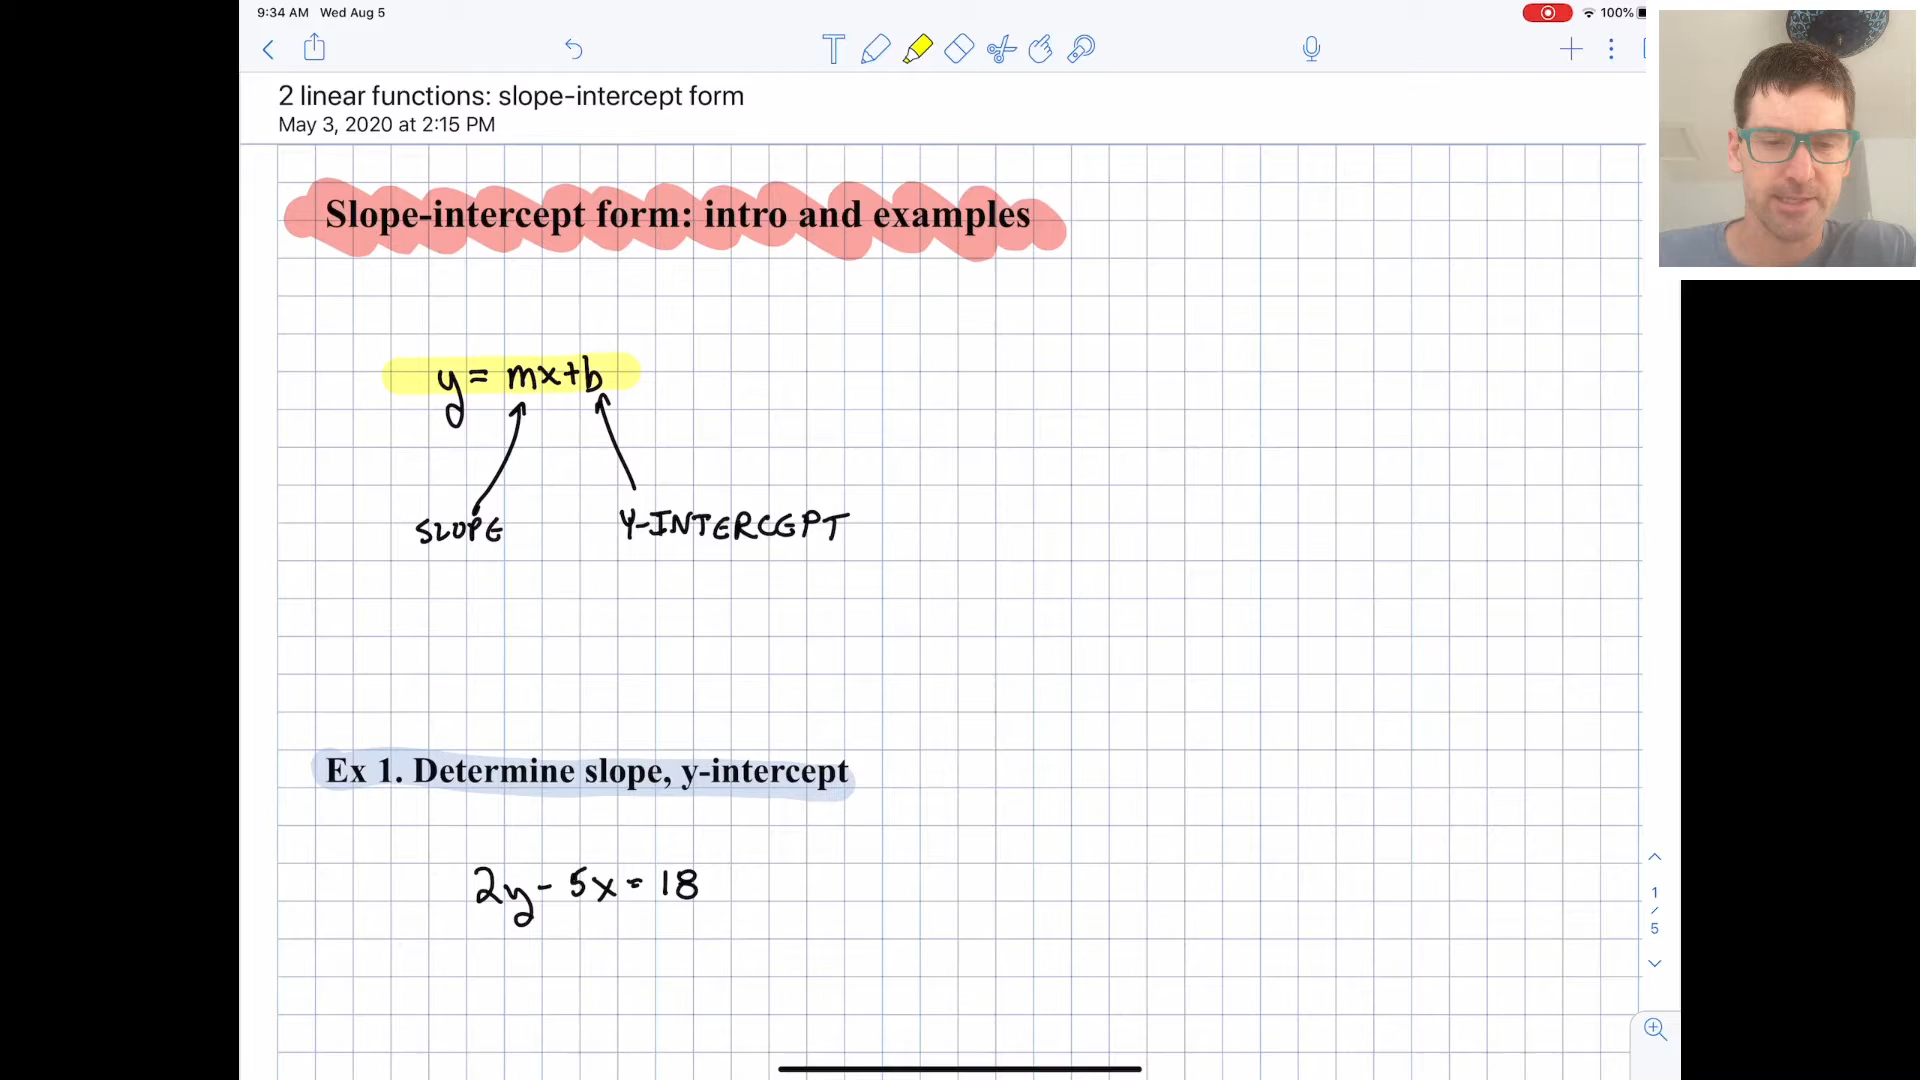 9:34 AM Wed Aug 5
100%
2 linear functions: slope-intercept form
May 3, 2020 at 2:15 PM
Slope-intercept form: intro and examples
y = mx+b
SLOPE Y-INTERCEPT
Ex 1. Determine slope, y-intercept
2y - 5x = 18
1
/
5